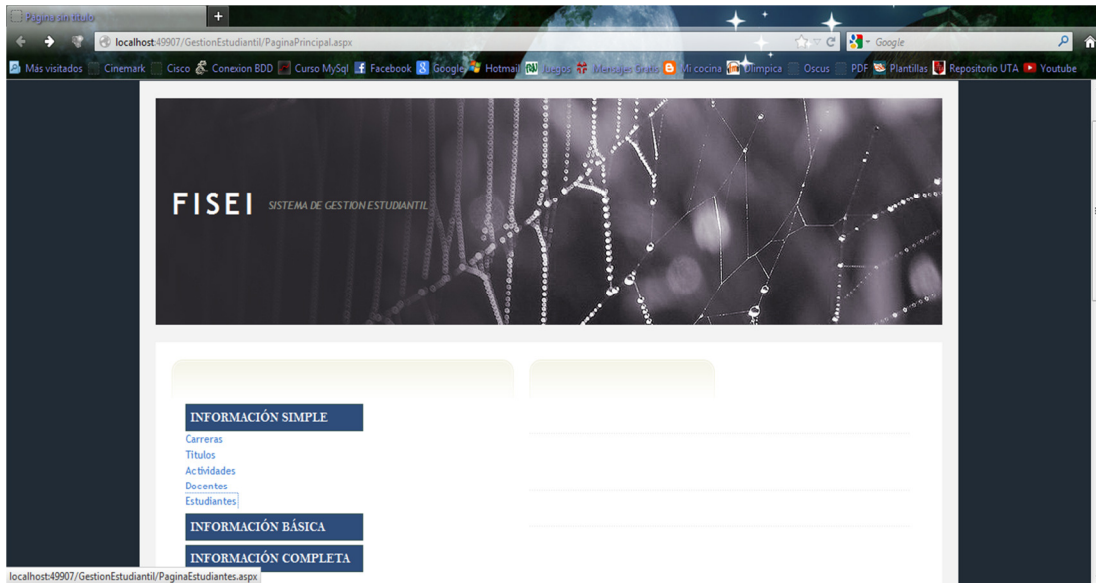 Página sin título
localhost:49907/GestionEstudiantil/PaginaPrincipal.aspx
Google
Más visitados Cinemark Cisco Conexion BDD Curso MySql Facebook Google Hotmail Juegos Mensajes Gratis Mi cocina Olimpica Oscus PDF Plantillas Repositorio UTA Youtube
FISEI SISTEMA DE GESTION ESTUDIANTIL
INFORMACIÓN SIMPLE
Carreras
Titulos
Actividades
Docentes
Estudiantes
INFORMACIÓN BÁSICA
INFORMACIÓN COMPLETA
localhost:49907/GestionEstudiantil/PaginaEstudiantes.aspx